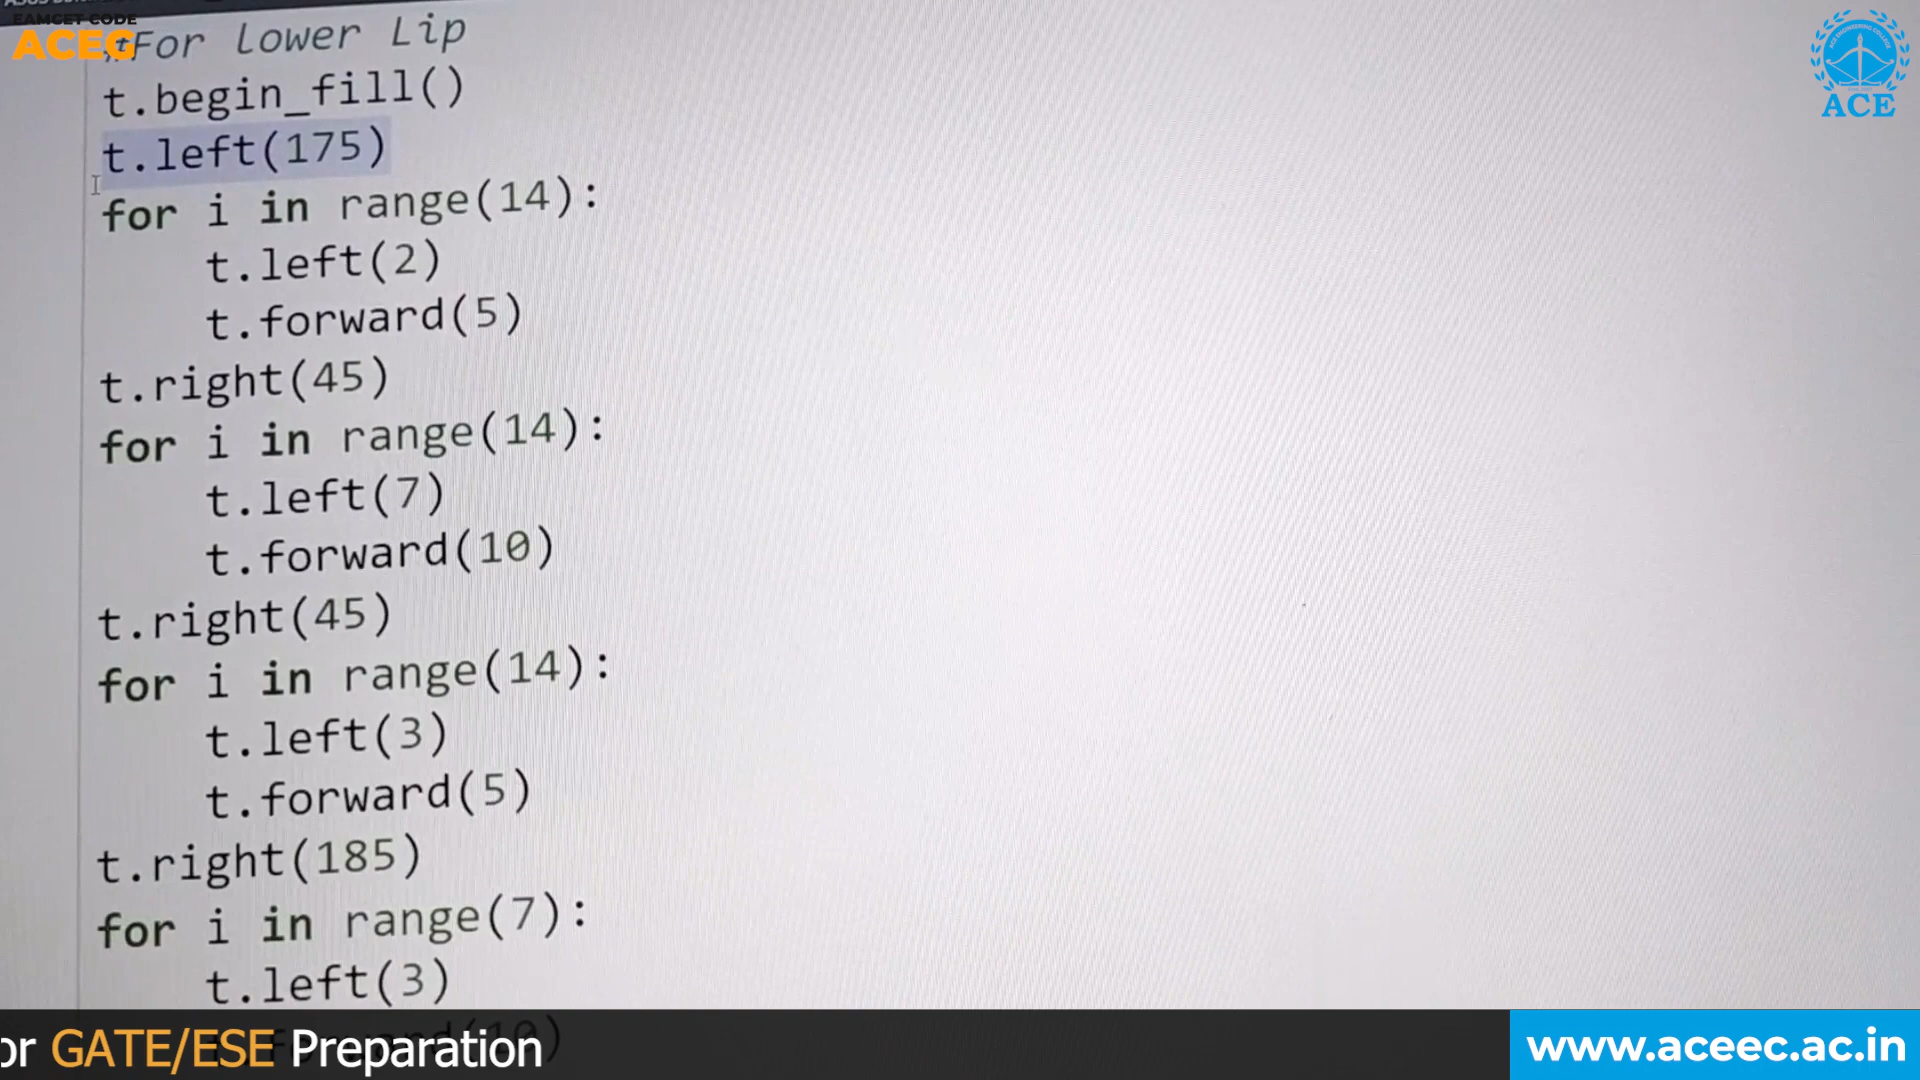 EAMCET CODE
ACEG
#For Lower Lip
t.begin_fill()
t.left(175)
for i in range(14):
    t.left(2)
    t.forward(5)
t.right(45)
for i in range(14):
    t.left(7)
    t.forward(10)
t.right(45)
for i in range(14):
    t.left(3)
    t.forward(5)
t.right(185)
for i in range(7):
    t.left(3)
ACE
or GATE/ESE Preparation
www.aceec.ac.in